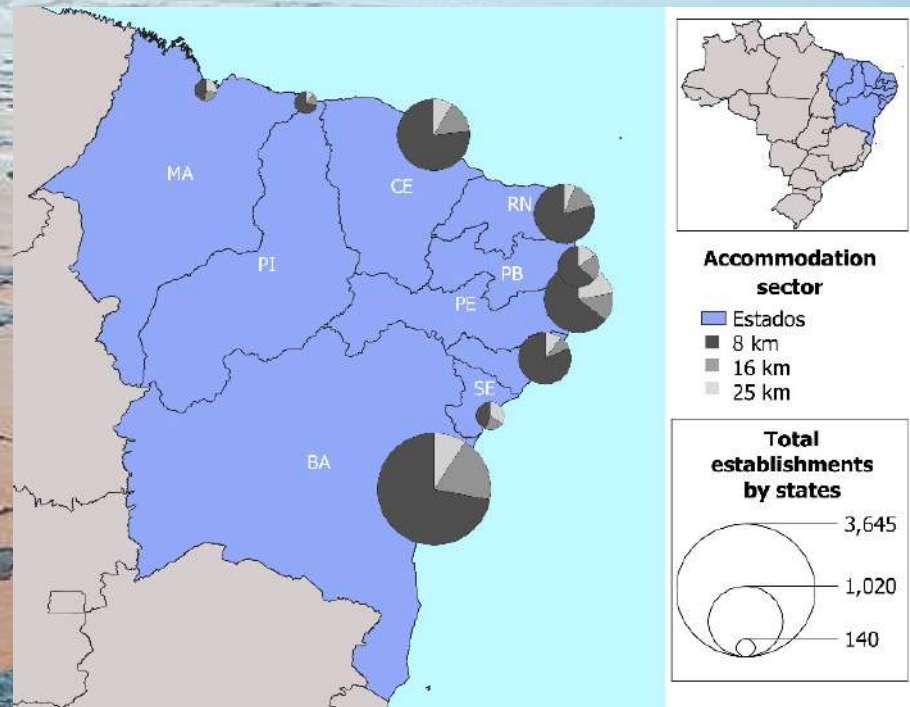 MA
CE
RN
PI
PB
PE
SE
BA
Accommodation
sector
Estados
8 km
16 km
25 km
Total
establishments
by states
3,645
1,020
140